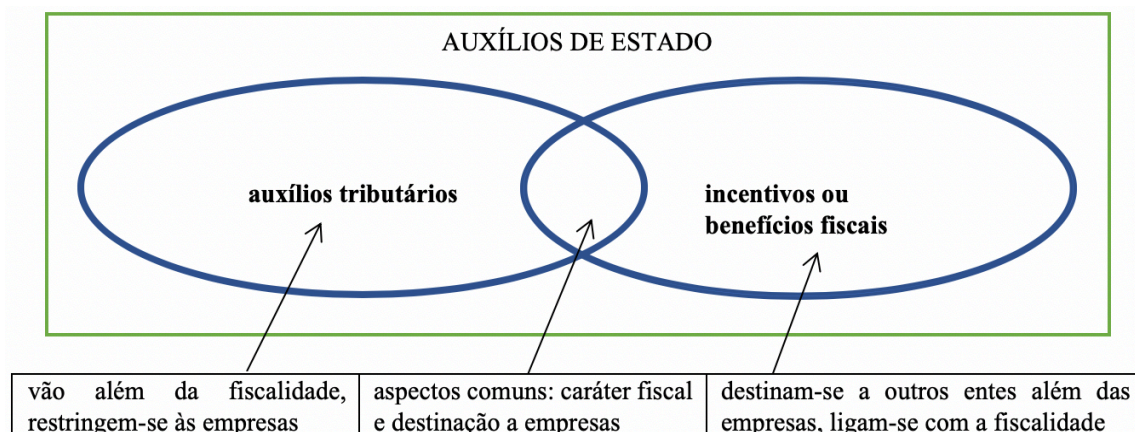 AUXÍLIOS DE ESTADO
auxílios tributários
incentivos ou
benefícios fiscais
vão além da fiscalidade,
restringem-se às empresas
aspectos comuns: caráter fiscal
e destinação a empresas
destinam-se a outros entes além das
empresas, ligam-se com a fiscalidade